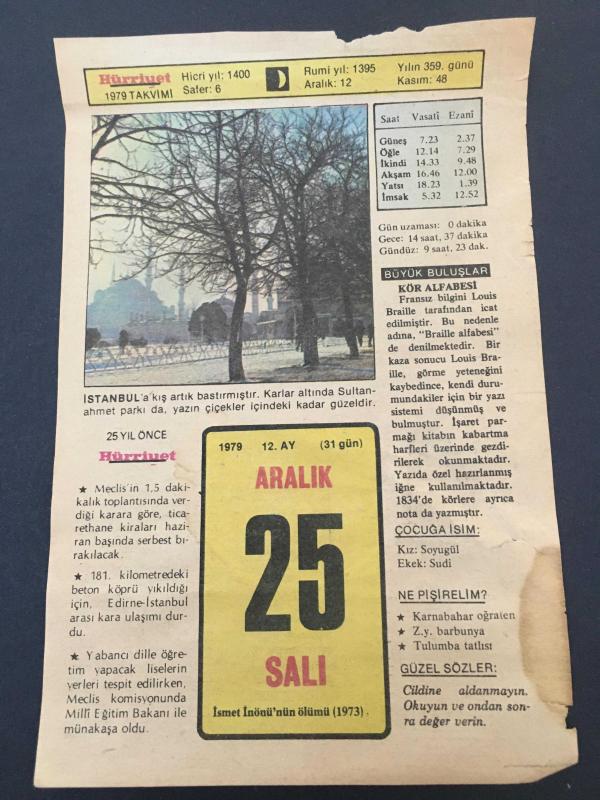 Hürriyet
1979 TAKVİMİ
Hicri yıl: 1400
Safer: 6
Rumi yıl: 1395
Aralık: 12
Yılın 359. günü
Kasım: 48
Saat Vasatî Ezanî
Güneş 7.23 2.37
Öğle 12.14 7.29
İkindi 14.33 9.48
Akşam 16.46 12.00
Yatsı 18.23 1.39
İmsak 5.32 12.52
Gün uzaması: 0 dakika
Gece: 14 saat, 37 dakika
Gündüz: 9 saat, 23 dak.
İSTANBUL'a kış artık bastırmıştır. Karlar altında Sultan-
ahmet parkı da, yazın çiçekler içindeki kadar güzeldir.
BÜYÜK BULUŞLAR
KÖR ALFABESİ
Fransız bilgini Louis
Braille tarafından icat
edilmiştir. Bu nedenle
adına, "Braille alfabesi"
de denilmektedir. Bir
kaza sonucu Louis Bra-
ille, görme yeteneğini
kaybedince, kendi duru-
mundakiler için bir yazı
sistemi düşünmüş ve
bulmuştur. İşaret par-
mağı kitabın kabartma
harfleri üzerinde gezdi-
rilerek okunmaktadır.
Yazıda özel hazırlanmış
iğne kullanılmaktadır.
1834'de körlere ayrıca
nota da yazmıştır.
ÇOCUĞA İSİM:
Kız: Soyugül
Ekek: Sudi
NE PİŞİRELİM?
★ Karnabahar oğraten
★ Z.y. barbunya
★ Tulumba tatlısı
GÜZEL SÖZLER:
Cildine aldanmayın.
Okuyun ve ondan son-
ra değer verin.
25 YIL ÖNCE
Hürriyet
★ Meclis'in 1,5 daki-
kalık toplantısında ver-
diği karara göre, tica-
rethane kiraları hazi-
ran başında serbest bı-
rakılacak.
★ 181. kilometredeki
beton köprü yıkıldığı
için, Edirne-İstanbul
arası kara ulaşımı dur-
du.
★ Yabancı dille öğre-
tim yapacak liselerin
yerleri tespit edilirken,
Meclis komisyonunda
Millî Eğitim Bakanı ile
münakaşa oldu.
1979 12. AY (31 gün)
ARALIK
25
SALI
İsmet İnönü'nün ölümü (1973).